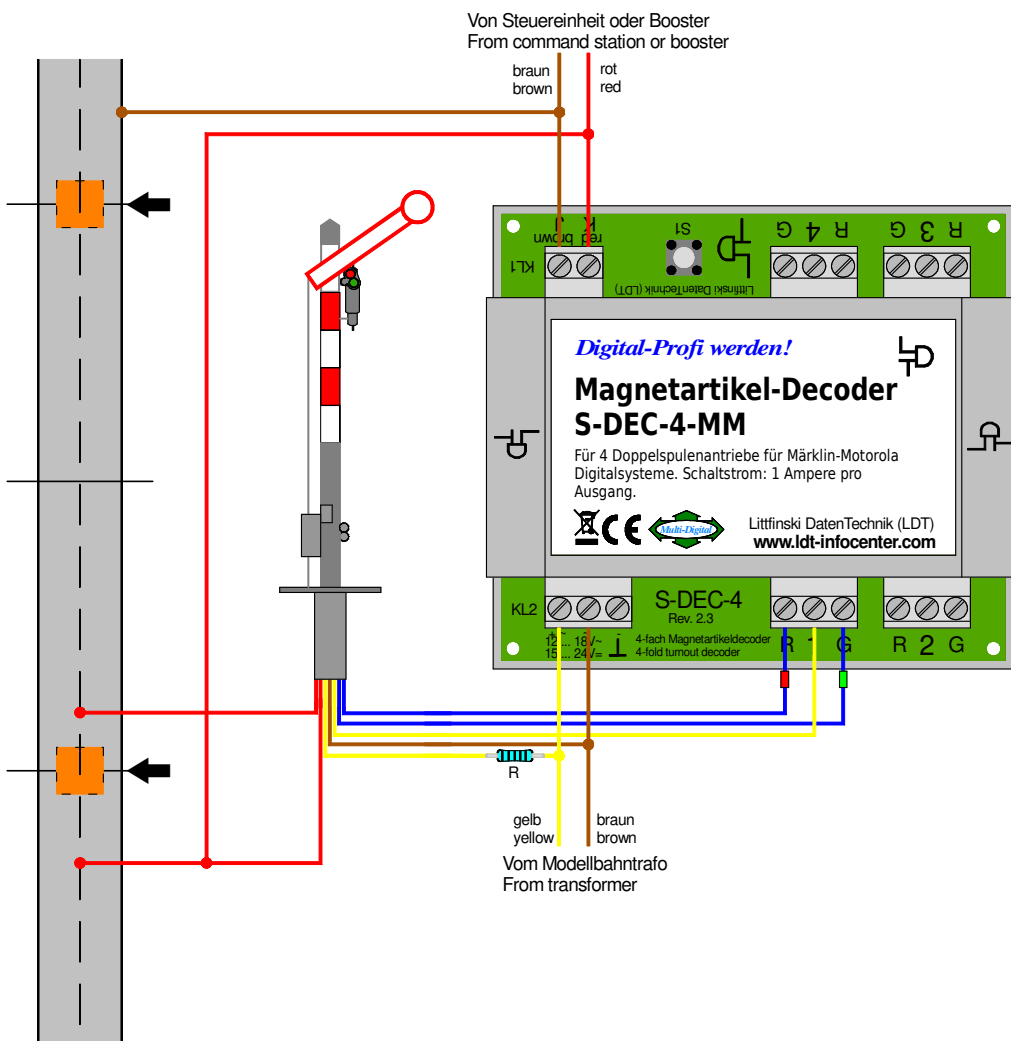 Von Steuereinheit oder Booster
From command station or booster
braun
brown
rot
red
J
brown
K
red
S1
G 4 R
G 3 R
KL1
Littfinski DatenTechnik (LDT)
Digital-Profi werden!
Magnetartikel-Decoder
S-DEC-4-MM
Für 4 Doppelspulenantriebe für Märklin-Motorola
Digitalsysteme. Schaltstrom: 1 Ampere pro
Ausgang.
CE
Multi-Digital
Littfinski DatenTechnik (LDT)
www.ldt-infocenter.com
KL2
S-DEC-4
Rev. 2.3
12... 18V~
15... 24V=
4-fach Magnetartikeldecoder
4-fold turnout decoder
R 1 G
R 2 G
R
gelb
yellow
braun
brown
Vom Modellbahntrafo
From transformer